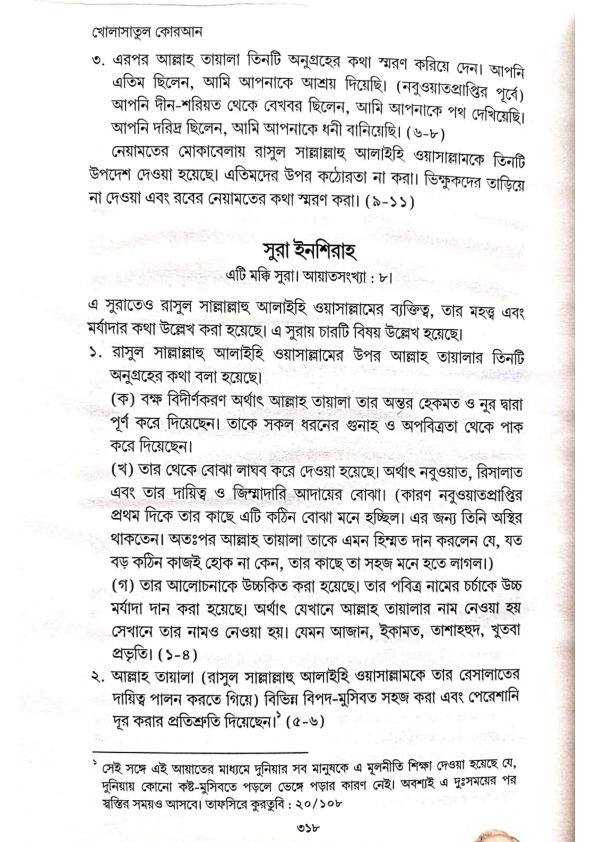 খোলাসাতুল কোরআন
৩. এরপর আল্লাহ তায়ালা তিনটি অনুগ্রহের কথা স্মরণ করিয়ে দেন। আপনি
এতিম ছিলেন, আমি আপনাকে আশ্রয় দিয়েছি। (নবুওয়াতপ্রাপ্তির পূর্বে)
আপনি দীন-শরিয়ত থেকে বেখবর ছিলেন, আমি আপনাকে পথ দেখিয়েছি।
আপনি দরিদ্র ছিলেন, আমি আপনাকে ধনী বানিয়েছি। (৬-৮)
নেয়ামতের মোকাবেলায় রাসুল সাল্লাল্লাহু আলাইহি ওয়াসাল্লামকে তিনটি
উপদেশ দেওয়া হয়েছে। এতিমদের উপর কঠোরতা না করা। ভিক্ষুকদের তাড়িয়ে
না দেওয়া এবং রবের নেয়ামতের কথা স্মরণ করা। (৯-১১)
সুরা ইনশিরাহ
এটি মক্কি সুরা। আয়াতসংখ্যা : ৮।
এ সুরাতেও রাসুল সাল্লাল্লাহু আলাইহি ওয়াসাল্লামের ব্যক্তিত্ব, তার মহত্ত্ব এবং
মর্যাদার কথা উল্লেখ করা হয়েছে। এ সুরায় চারটি বিষয় উল্লেখ হয়েছে।
১. রাসুল সাল্লাল্লাহু আলাইহি ওয়াসাল্লামের উপর আল্লাহ তায়ালার তিনটি
অনুগ্রহের কথা বলা হয়েছে।
(ক) বক্ষ বিদীর্ণকরণ অর্থাৎ আল্লাহ তায়ালা তার অন্তর হেকমত ও নুর দ্বারা
পূর্ণ করে দিয়েছেন। তাকে সকল ধরনের গুনাহ ও অপবিত্রতা থেকে পাক
করে দিয়েছেন।
(খ) তার থেকে বোঝা লাঘব করে দেওয়া হয়েছে। অর্থাৎ নবুওয়াত, রিসালাত
এবং তার দায়িত্ব ও জিম্মাদারি আদায়ের বোঝা। (কারণ নবুওয়াতপ্রাপ্তির
প্রথম দিকে তার কাছে এটি কঠিন বোঝা মনে হচ্ছিল। এর জন্য তিনি অস্থির
থাকতেন। অতঃপর আল্লাহ তায়ালা তাকে এমন হিম্মত দান করলেন যে, যত
বড় কঠিন কাজই হোক না কেন, তার কাছে তা সহজ মনে হতে লাগল।)
(গ) তার আলোচনাকে উচ্চকিত করা হয়েছে। তার পবিত্র নামের চর্চাকে উচ্চ
মর্যাদা দান করা হয়েছে। অর্থাৎ যেখানে আল্লাহ তায়ালার নাম নেওয়া হয়
সেখানে তার নামও নেওয়া হয়। যেমন আজান, ইকামত, তাশাহহুদ, খুতবা
প্রভৃতি। (১-৪)
২. আল্লাহ তায়ালা (রাসুল সাল্লাল্লাহু আলাইহি ওয়াসাল্লামকে তার রেসালাতের
দায়িত্ব পালন করতে গিয়ে) বিভিন্ন বিপদ-মুসিবত সহজ করা এবং পেরেশানি
দূর করার প্রতিশ্রুতি দিয়েছেন।১ (৫-৬)
১ সেই সঙ্গে এই আয়াতের মাধ্যমে দুনিয়ার সব মানুষকে এ মূলনীতি শিক্ষা দেওয়া হয়েছে যে,
দুনিয়ায় কোনো কষ্ট-মুসিবতে পড়লে ভেঙ্গে পড়ার কারণ নেই। অবশ্যই এ দুঃসময়ের পর
স্বস্তির সময়ও আসবে। তাফসিরে কুরতুবি : ২০/১০৮
৩১৮